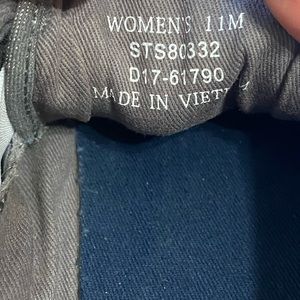 WOMEN'S 11M
STS80332
D17-61790
MADE IN VIETNAM